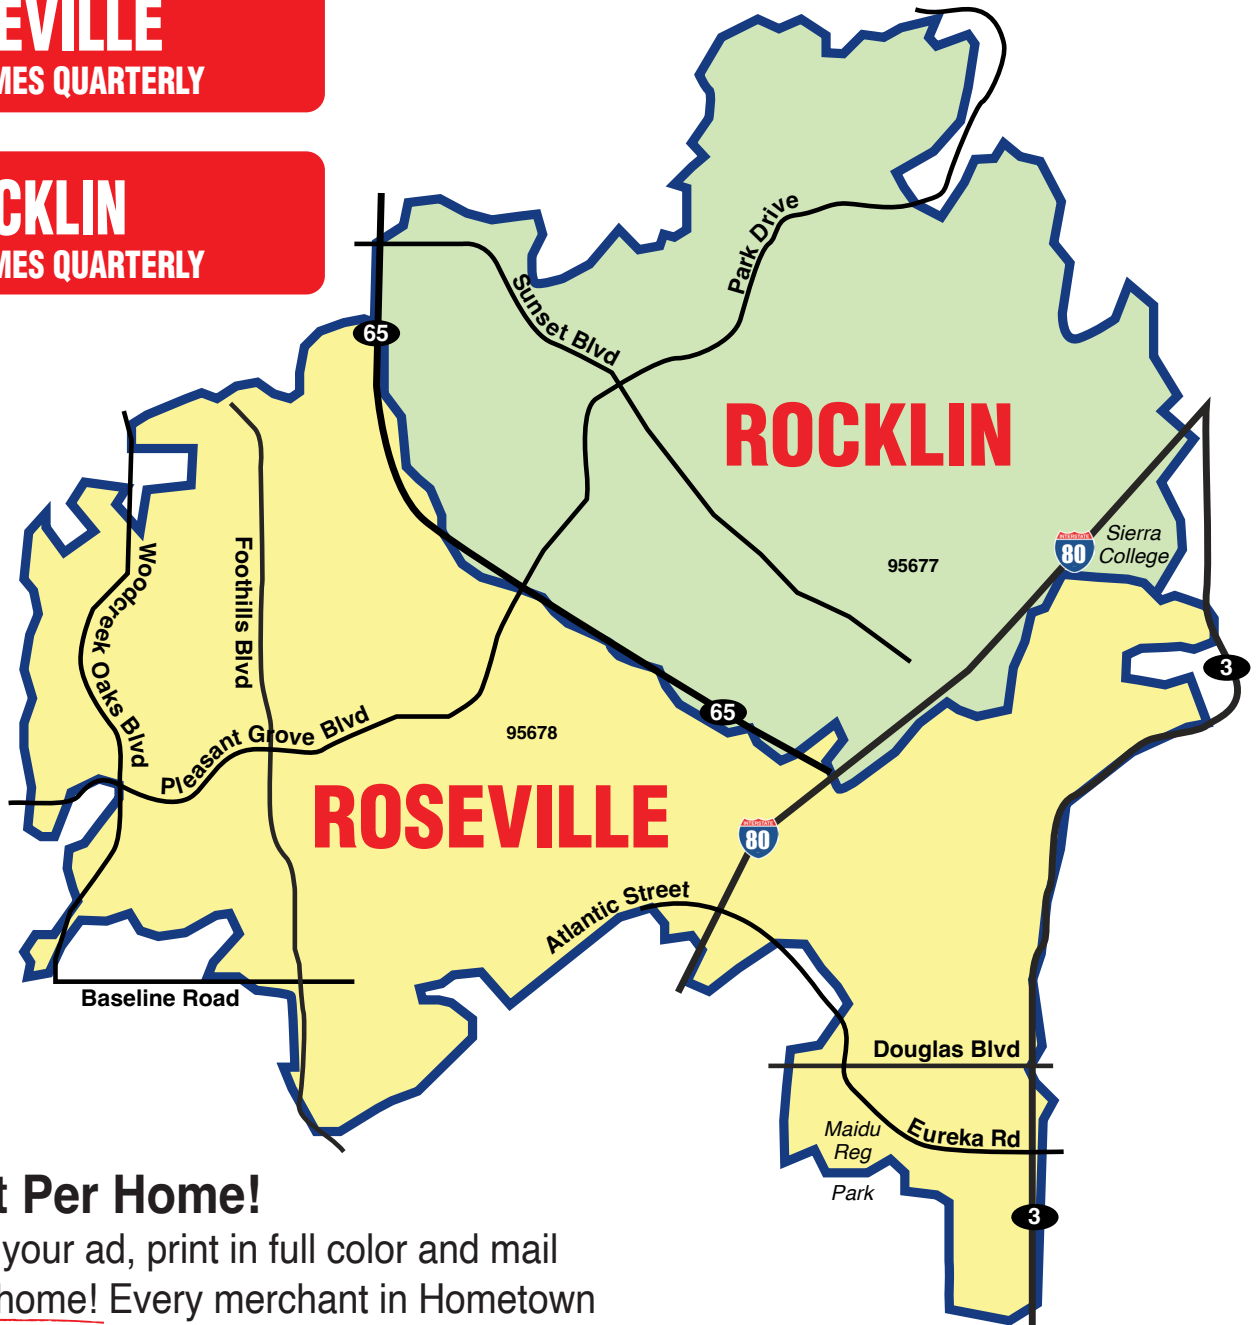 EVILLE
MES QUARTERLY
CKLIN
MES QUARTERLY
Park Drive
Sunset Blvd
65
ROCKLIN
INTERSTATE
80
Sierra
College
95677
Woodcreek Oaks Blvd
Foothills Blvd
3
65
Pleasant Grove Blvd
95678
ROSEVILLE
INTERSTATE
80
Atlantic Street
Baseline Road
Douglas Blvd
Maidu
Reg
Park
Eureka Rd
3
t Per Home!
your ad, print in full color and mail
home! Every merchant in Hometown